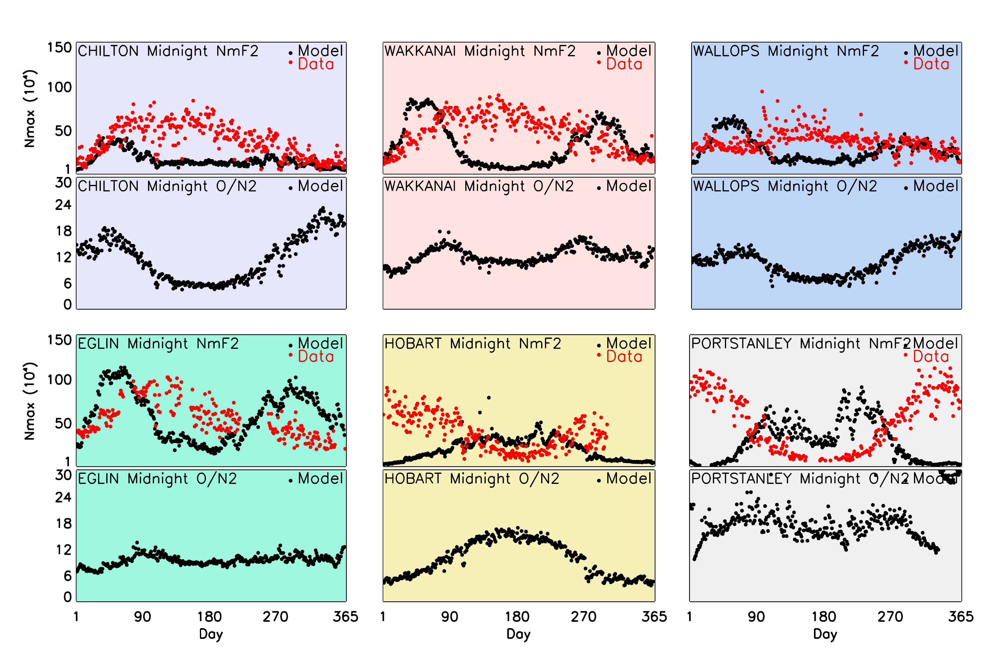 CHILTON Midnight NmF2 Model
Data
WAKKANAI Midnight NmF2 Model
Data
WALLOPS Midnight NmF2 Model
Data
150
100
50
1
Nmax (10⁴)
CHILTON Midnight O/N2 Model
WAKKANAI Midnight O/N2 Model
WALLOPS Midnight O/N2 Model
30
24
18
12
6
0
EGLIN Midnight NmF2 Model
Data
HOBART Midnight NmF2 Model
Data
PORTSTANLEY Midnight NmF2 Model
Data
150
100
50
1
Nmax (10⁴)
EGLIN Midnight O/N2 Model
HOBART Midnight O/N2 Model
PORTSTANLEY Midnight O/N2 Model
30
24
18
12
6
0
1 90 180 270 365
1 90 180 270 365
1 90 180 270 365
Day
Day
Day